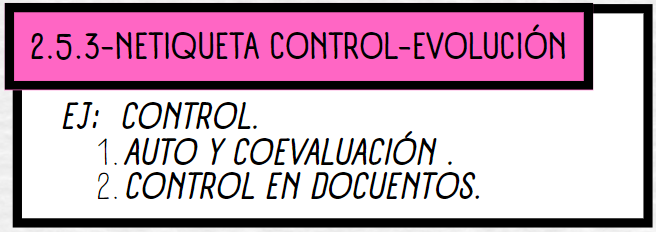 2.5.3-NETIQUETA CONTROL-EVOLUCIÓN
EJ: CONTROL.
1. AUTO Y COEVALUACIÓN .
2. CONTROL EN DOCUENTOS.